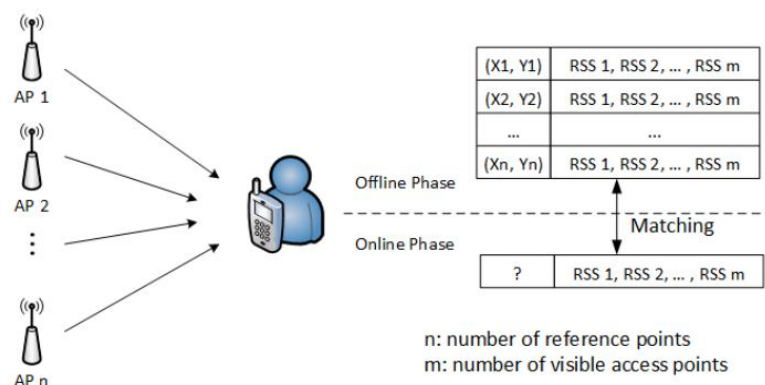 AP 1
AP 2
⋮
AP n
Offline Phase
Online Phase
(X1, Y1) RSS 1, RSS 2, ... , RSS m
(X2, Y2) RSS 1, RSS 2, ... , RSS m
... ...
(Xn, Yn) RSS 1, RSS 2, ... , RSS m
Matching
? RSS 1, RSS 2, ... , RSS m
n: number of reference points
m: number of visible access points